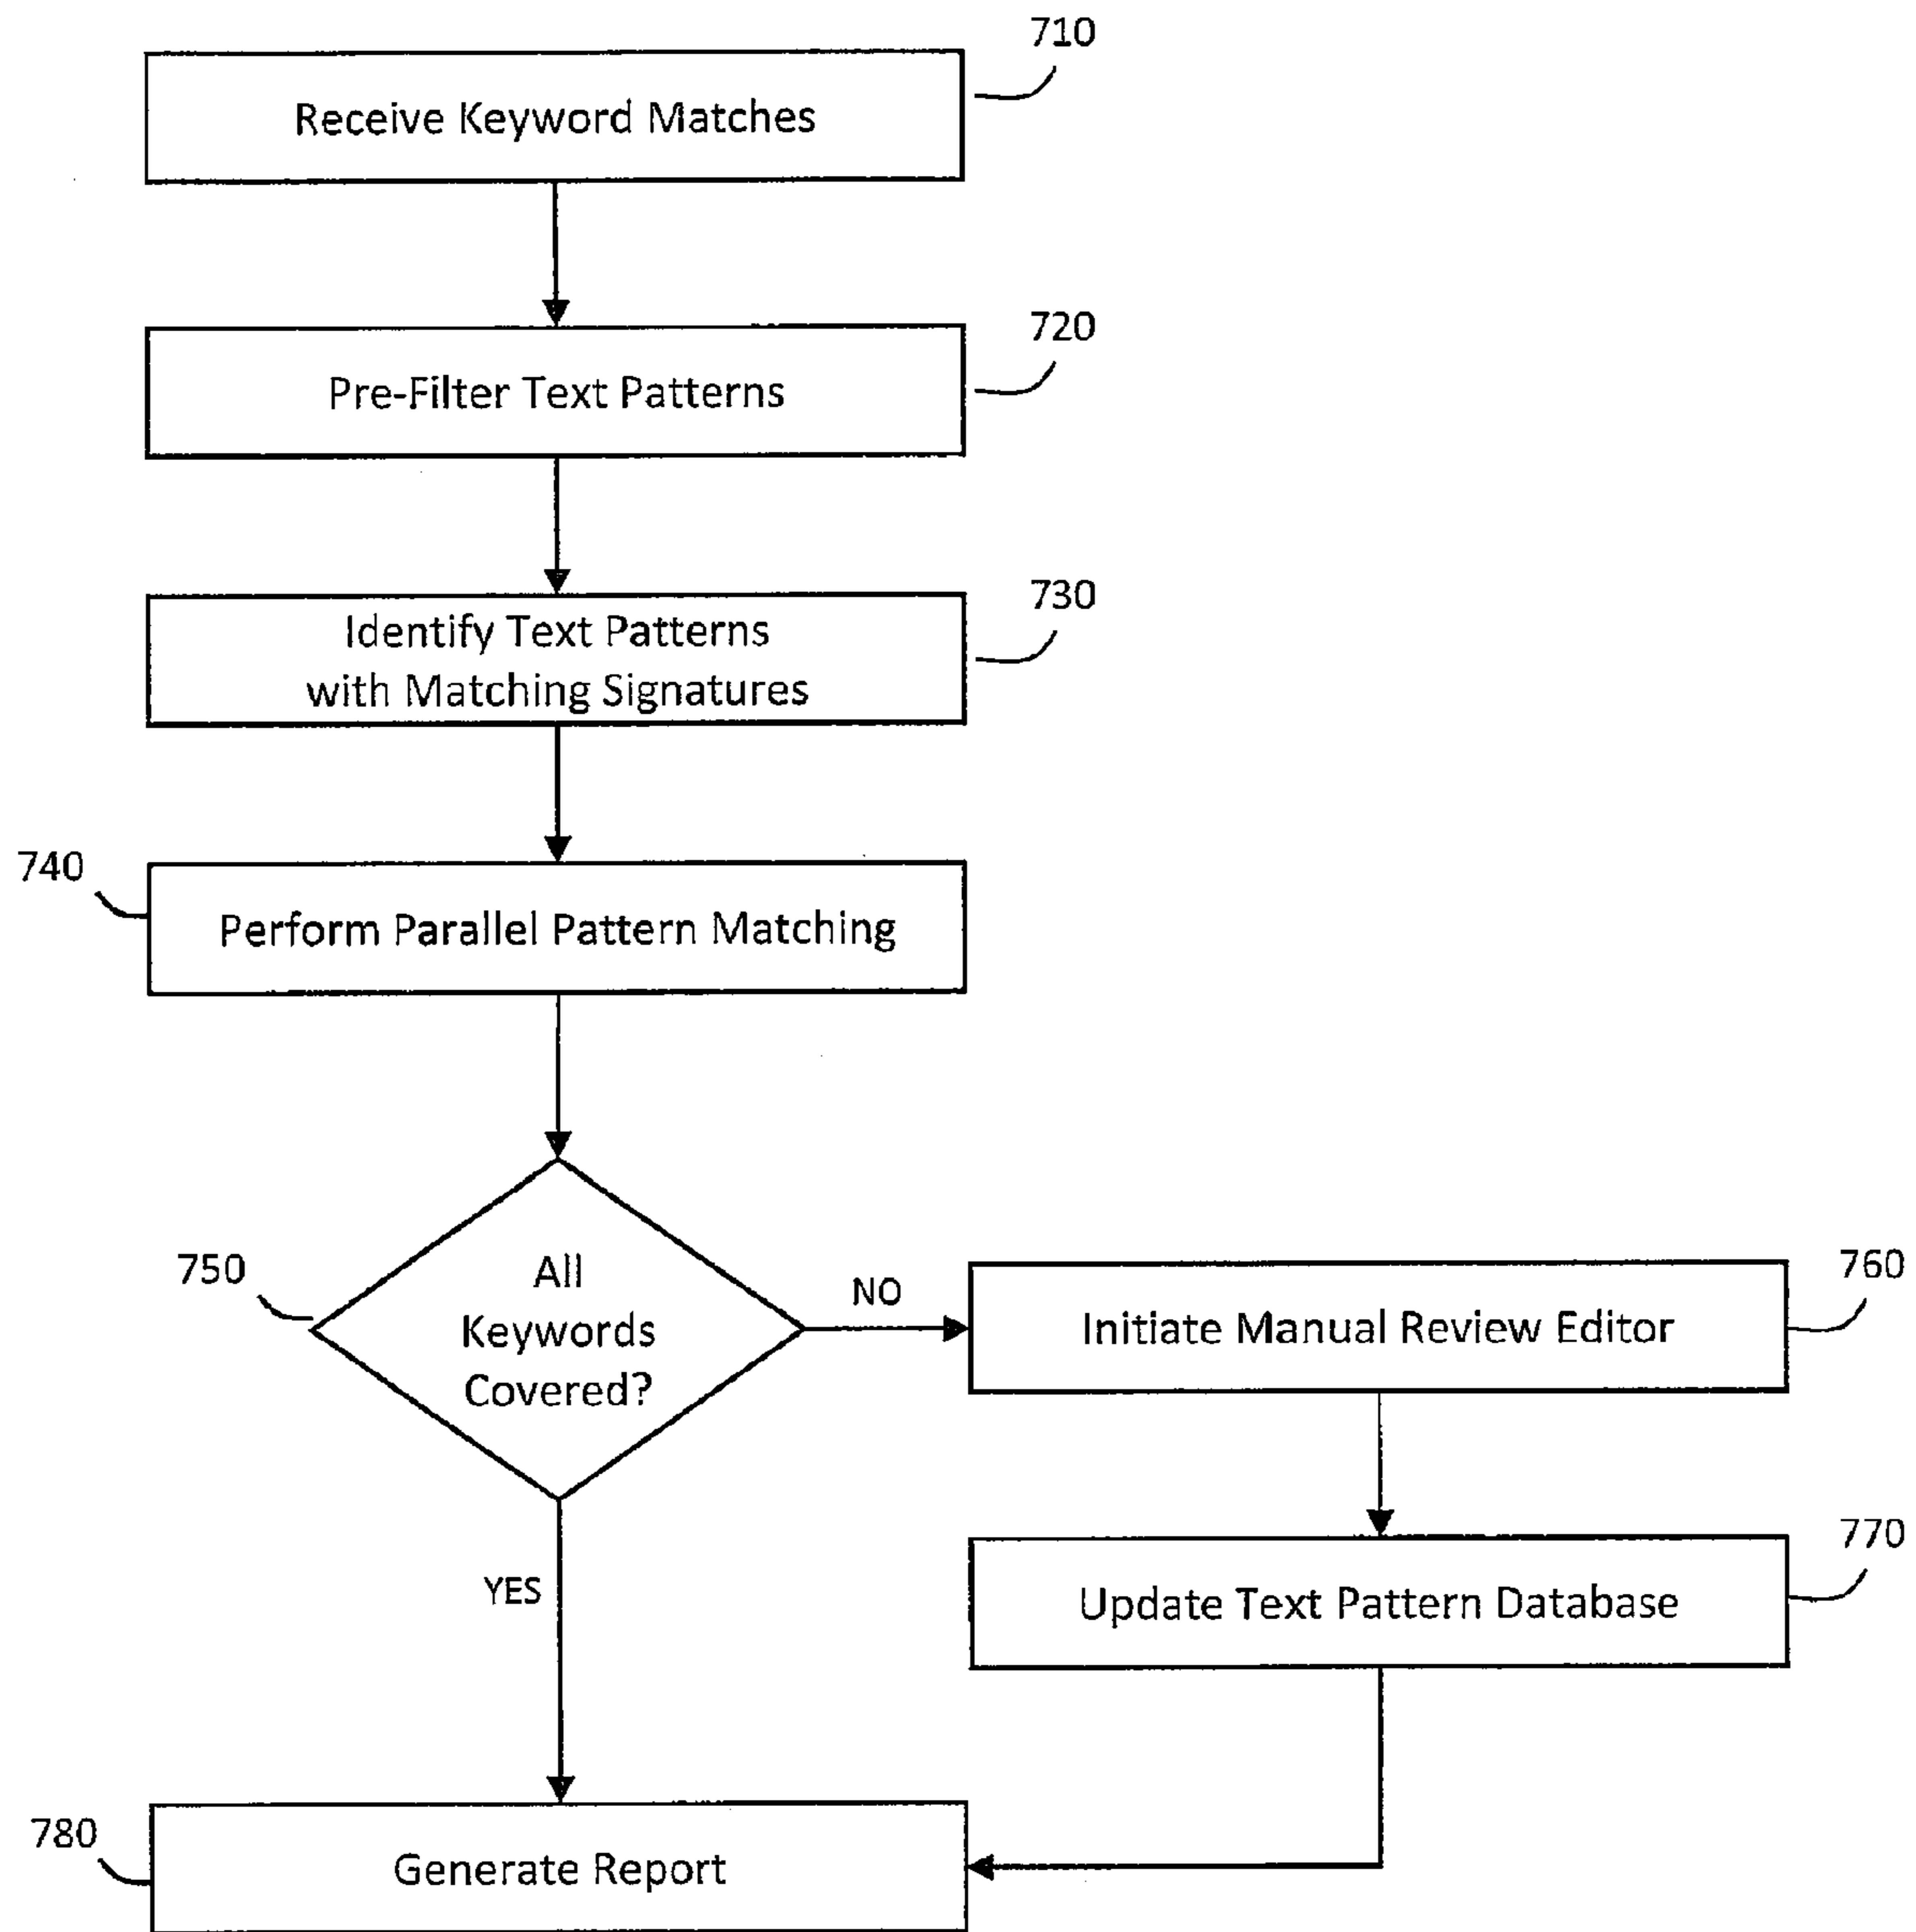 710
Receive Keyword Matches
720
Pre-Filter Text Patterns
730
Identify Text Patterns
with Matching Signatures
740
Perform Parallel Pattern Matching
750
All
Keywords
Covered?
NO
760
Initiate Manual Review Editor
YES
770
Update Text Pattern Database
780
Generate Report